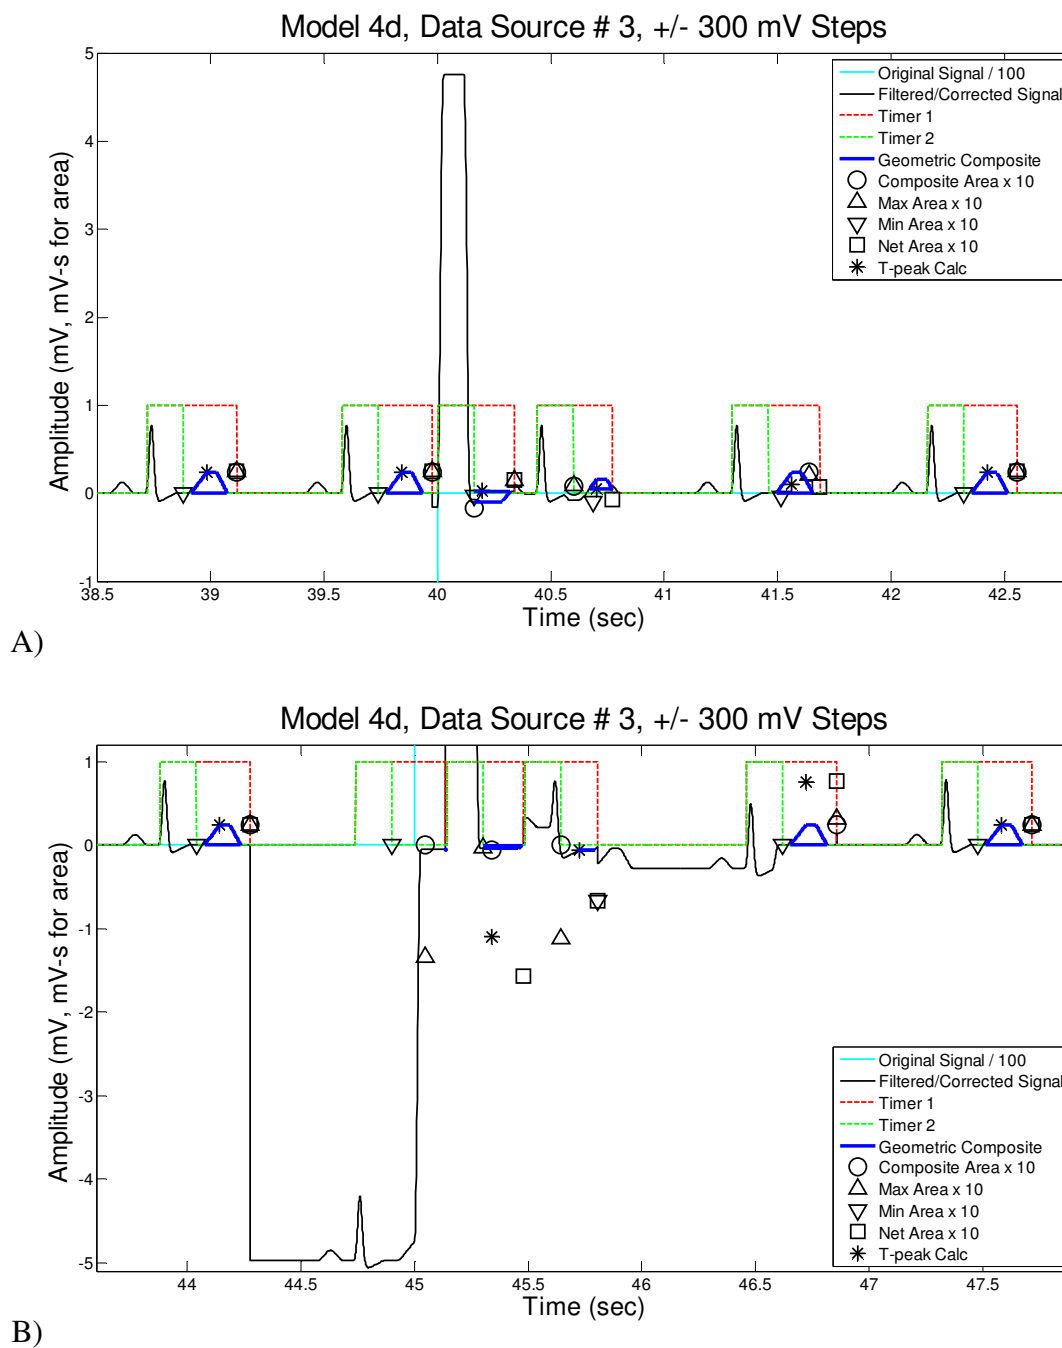 Model 4d, Data Source # 3, +/- 300 mV Steps
5
4
3
2
1
0
-1
Amplitude (mV, mV-s for area)
38.5 39 39.5 40 40.5 41 41.5 42 42.5
Time (sec)
Original Signal / 100
Filtered/Corrected Signal
Timer 1
Timer 2
Geometric Composite
Composite Area x 10
Max Area x 10
Min Area x 10
Net Area x 10
T-peak Calc
A)
Model 4d, Data Source # 3, +/- 300 mV Steps
1
0
-1
-2
-3
-4
-5
Amplitude (mV, mV-s for area)
44 44.5 45 45.5 46 46.5 47 47.5
Time (sec)
Original Signal / 100
Filtered/Corrected Signal
Timer 1
Timer 2
Geometric Composite
Composite Area x 10
Max Area x 10
Min Area x 10
Net Area x 10
T-peak Calc
B)